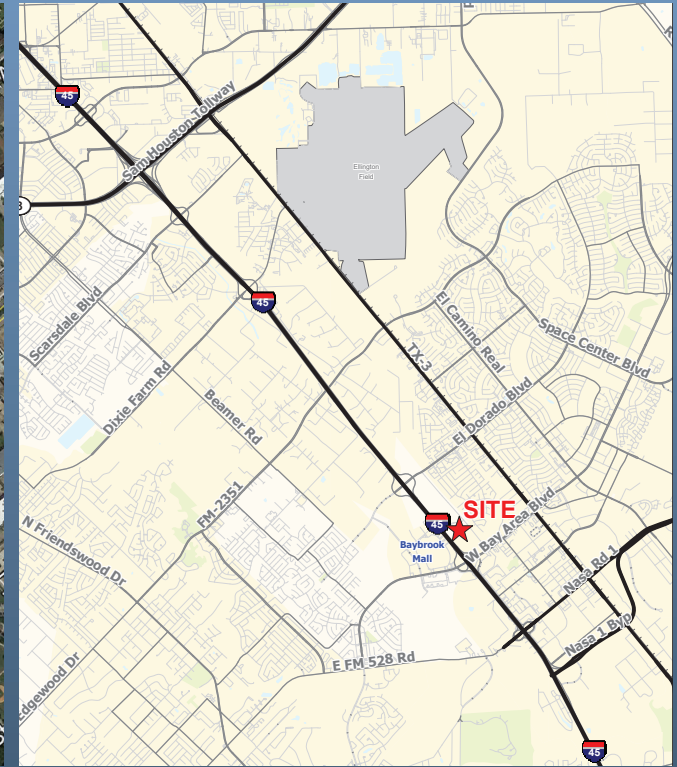 45
Sam Houston Tollway
Ellington
Field
45
Scarsdale Blvd
El Camino Real
Space Center Blvd
TX-3
Dixie Farm Rd
Beamer Rd
El Dorado Blvd
FM-2351
SITE
45
W Bay Area Blvd
Baybrook
Mall
N Friendswood Dr
Nasa Rd 1
Nasa 1 Byp
E FM 528 Rd
Edgewood Dr
45